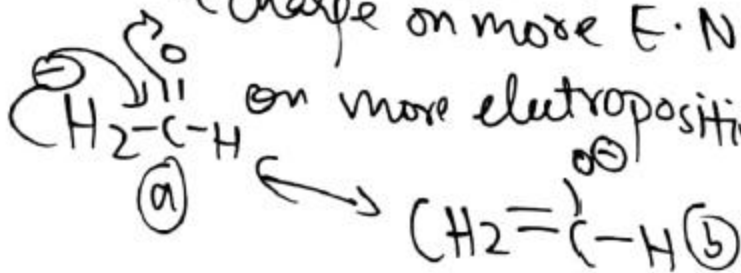 charge on more E.N
⊖ O
CH2-C-H on more electropositi
(a)
O⊖
CH2=C-H (b)